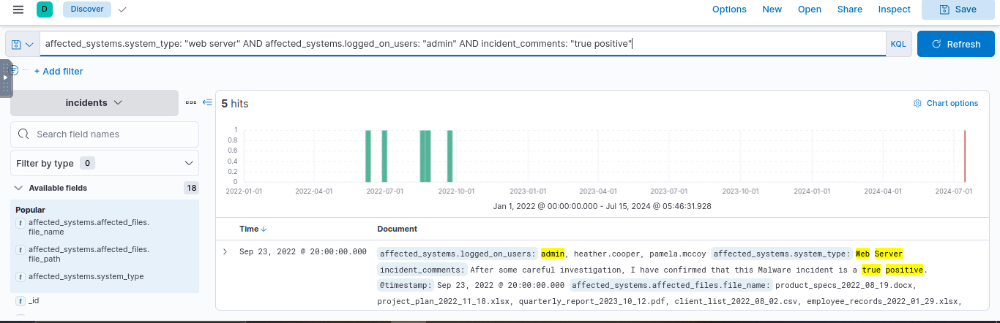 D Discover Options New Open Share Inspect Save
affected_systems.system_type: "web server" AND affected_systems.logged_on_users: "admin" AND incident_comments: "true positive" KQL Refresh
+ Add filter
incidents
5 hits
Chart options
Search field names
Filter by type 0
Available fields 18
Popular
t affected_systems.affected_files.
file_name
t affected_systems.affected_files.
file_path
t affected_systems.system_type
t _id
1
0.8
0.6
0.4
0.2
0
2022-01-01 2022-04-01 2022-07-01 2022-10-01 2023-01-01 2023-04-01 2023-07-01 2023-10-01 2024-01-01 2024-04-01 2024-07-01
Jan 1, 2022 @ 00:00:00.000 - Jul 15, 2024 @ 05:46:31.928
Time Document
Sep 23, 2022 @ 20:00:00.000 affected_systems.logged_on_users: admin, heather.cooper, pamela.mccoy affected_systems.system_type: Web Server
incident_comments: After some careful investigation, I have confirmed that this Malware incident is a true positive.
@timestamp: Sep 23, 2022 @ 20:00:00.000 affected_systems.affected_files.file_name: product_specs_2022_08_19.docx,
project_plan_2022_11_18.xlsx, quarterly_report_2023_10_12.pdf, client_list_2022_08_02.csv, employee_records_2022_01_29.xlsx,